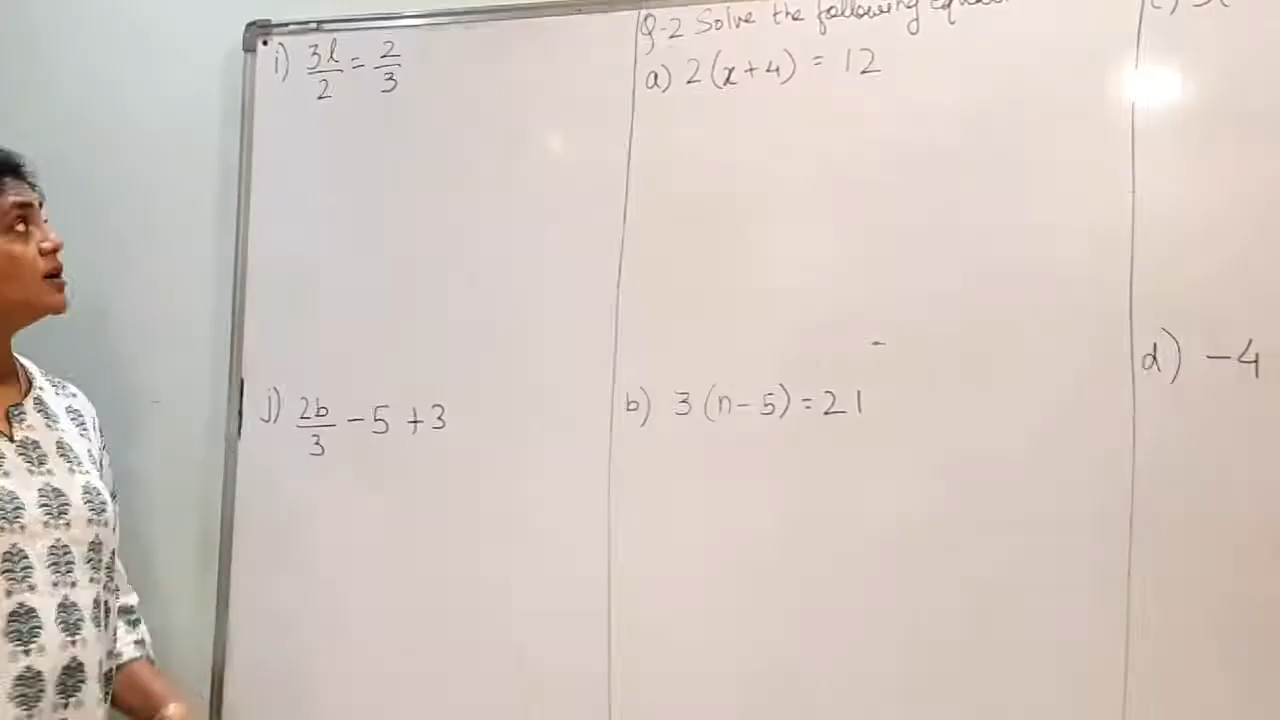 i) 3l/2 = 2/3
j) 2b/3 - 5 + 3
Q-2 Solve the following
a) 2(x+4) = 12
b) 3(n-5) = 21
d) -4